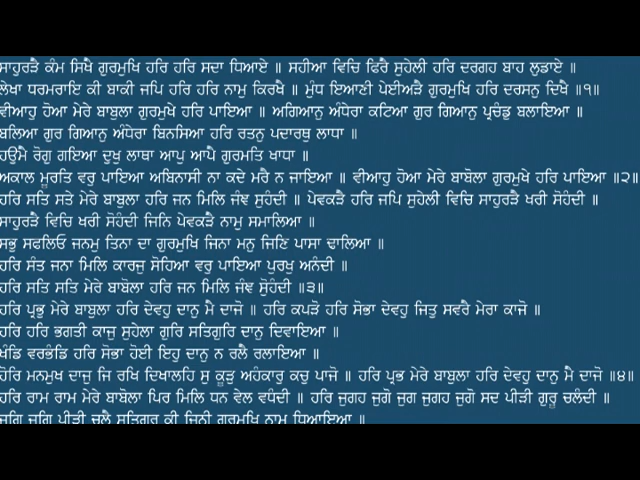 ਸਾਹੁਰੜੈ ਕੰਮ ਸਿਖੈ ਗੁਰਮੁਖਿ ਹਰਿ ਹਰਿ ਸਦਾ ਧਿਆਏ ॥ ਸਹੀਆ ਵਿਚਿ ਫਿਰੈ ਸੁਹੇਲੀ ਹਰਿ ਦਰਗਹ ਬਾਹ ਲੁਡਾਏ ॥
ਲੇਖਾ ਧਰਮਰਾਇ ਕੀ ਬਾਕੀ ਜਪਿ ਹਰਿ ਹਰਿ ਨਾਮੁ ਕਿਰਖੈ ॥ ਮੁੰਧ ਇਆਣੀ ਪੇਈਅੜੈ ਗੁਰਮੁਖਿ ਹਰਿ ਦਰਸਨੁ ਦਿਖੈ ॥੧॥
ਵੀਆਹੁ ਹੋਆ ਮੇਰੇ ਬਾਬੁਲਾ ਗੁਰਮੁਖੇ ਹਰਿ ਪਾਇਆ ॥ ਅਗਿਆਨੁ ਅੰਧੇਰਾ ਕਟਿਆ ਗੁਰ ਗਿਆਨੁ ਪ੍ਰਚੰਡੁ ਬਲਾਇਆ ॥
ਬਲਿਆ ਗੁਰ ਗਿਆਨੁ ਅੰਧੇਰਾ ਬਿਨਸਿਆ ਹਰਿ ਰਤਨੁ ਪਦਾਰਥੁ ਲਾਧਾ ॥
ਹਉਮੈ ਰੋਗੁ ਗਇਆ ਦੁਖੁ ਲਾਥਾ ਆਪੁ ਆਪੈ ਗੁਰਮਤਿ ਖਾਧਾ ॥
ਅਕਾਲ ਮੂਰਤਿ ਵਰੁ ਪਾਇਆ ਅਬਿਨਾਸੀ ਨਾ ਕਦੇ ਮਰੈ ਨ ਜਾਇਆ ॥ ਵੀਆਹੁ ਹੋਆ ਮੇਰੇ ਬਾਬੋਲਾ ਗੁਰਮੁਖੇ ਹਰਿ ਪਾਇਆ ॥੨॥
ਹਰਿ ਸਤਿ ਸਤੇ ਮੇਰੇ ਬਾਬੁਲਾ ਹਰਿ ਜਨ ਮਿਲਿ ਜੰਞ ਸੁਹੰਦੀ ॥ ਪੇਵਕੜੈ ਹਰਿ ਜਪਿ ਸੁਹੇਲੀ ਵਿਚਿ ਸਾਹੁਰੜੈ ਖਰੀ ਸੋਹੰਦੀ ॥
ਸਾਹੁਰੜੈ ਵਿਚਿ ਖਰੀ ਸੋਹੰਦੀ ਜਿਨਿ ਪੇਵਕੜੈ ਨਾਮੁ ਸਮਾਲਿਆ ॥
ਸਭੁ ਸਫਲਿਓ ਜਨਮੁ ਤਿਨਾ ਦਾ ਗੁਰਮੁਖਿ ਜਿਨਾ ਮਨੁ ਜਿਣਿ ਪਾਸਾ ਢਾਲਿਆ ॥
ਹਰਿ ਸੰਤ ਜਨਾ ਮਿਲਿ ਕਾਰਜੁ ਸੋਹਿਆ ਵਰੁ ਪਾਇਆ ਪੁਰਖੁ ਅਨੰਦੀ ॥
ਹਰਿ ਸਤਿ ਸਤਿ ਮੇਰੇ ਬਾਬੋਲਾ ਹਰਿ ਜਨ ਮਿਲਿ ਜੰਞ ਸੋੁਹੰਦੀ ॥੩॥
ਹਰਿ ਪ੍ਰਭੁ ਮੇਰੇ ਬਾਬੁਲਾ ਹਰਿ ਦੇਵਹੁ ਦਾਨੁ ਮੈ ਦਾਜੋ ॥ ਹਰਿ ਕਪੜੋ ਹਰਿ ਸੋਭਾ ਦੇਵਹੁ ਜਿਤੁ ਸਵਰੈ ਮੇਰਾ ਕਾਜੋ ॥
ਹਰਿ ਹਰਿ ਭਗਤੀ ਕਾਜੁ ਸੁਹੇਲਾ ਗੁਰਿ ਸਤਿਗੁਰਿ ਦਾਨੁ ਦਿਵਾਇਆ ॥
ਖੰਡਿ ਵਰਭੰਡਿ ਹਰਿ ਸੋਭਾ ਹੋਈ ਇਹੁ ਦਾਨੁ ਨ ਰਲੈ ਰਲਾਇਆ ॥
ਹੋਰਿ ਮਨਮੁਖ ਦਾਜੁ ਜਿ ਰਖਿ ਦਿਖਾਲਹਿ ਸੁ ਕੂੜੁ ਅਹੰਕਾਰੁ ਕਚੁ ਪਾਜੋ ॥ ਹਰਿ ਪ੍ਰਭ ਮੇਰੇ ਬਾਬੁਲਾ ਹਰਿ ਦੇਵਹੁ ਦਾਨੁ ਮੈ ਦਾਜੋ ॥੪॥
ਹਰਿ ਰਾਮ ਰਾਮ ਮੇਰੇ ਬਾਬੋਲਾ ਪਿਰ ਮਿਲਿ ਧਨ ਵੇਲ ਵਧੰਦੀ ॥ ਹਰਿ ਜੁਗਹ ਜੁਗੋ ਜੁਗ ਜੁਗਹ ਜੁਗੋ ਸਦ ਪੀੜੀ ਗੁਰੂ ਚਲੰਦੀ ॥
ਜੁਗਿ ਜੁਗਿ ਪੀੜੀ ਚਲੈ ਸਤਿਗੁਰ ਕੀ ਜਿਨੀ ਗੁਰਮੁਖਿ ਨਾਮੁ ਧਿਆਇਆ ॥